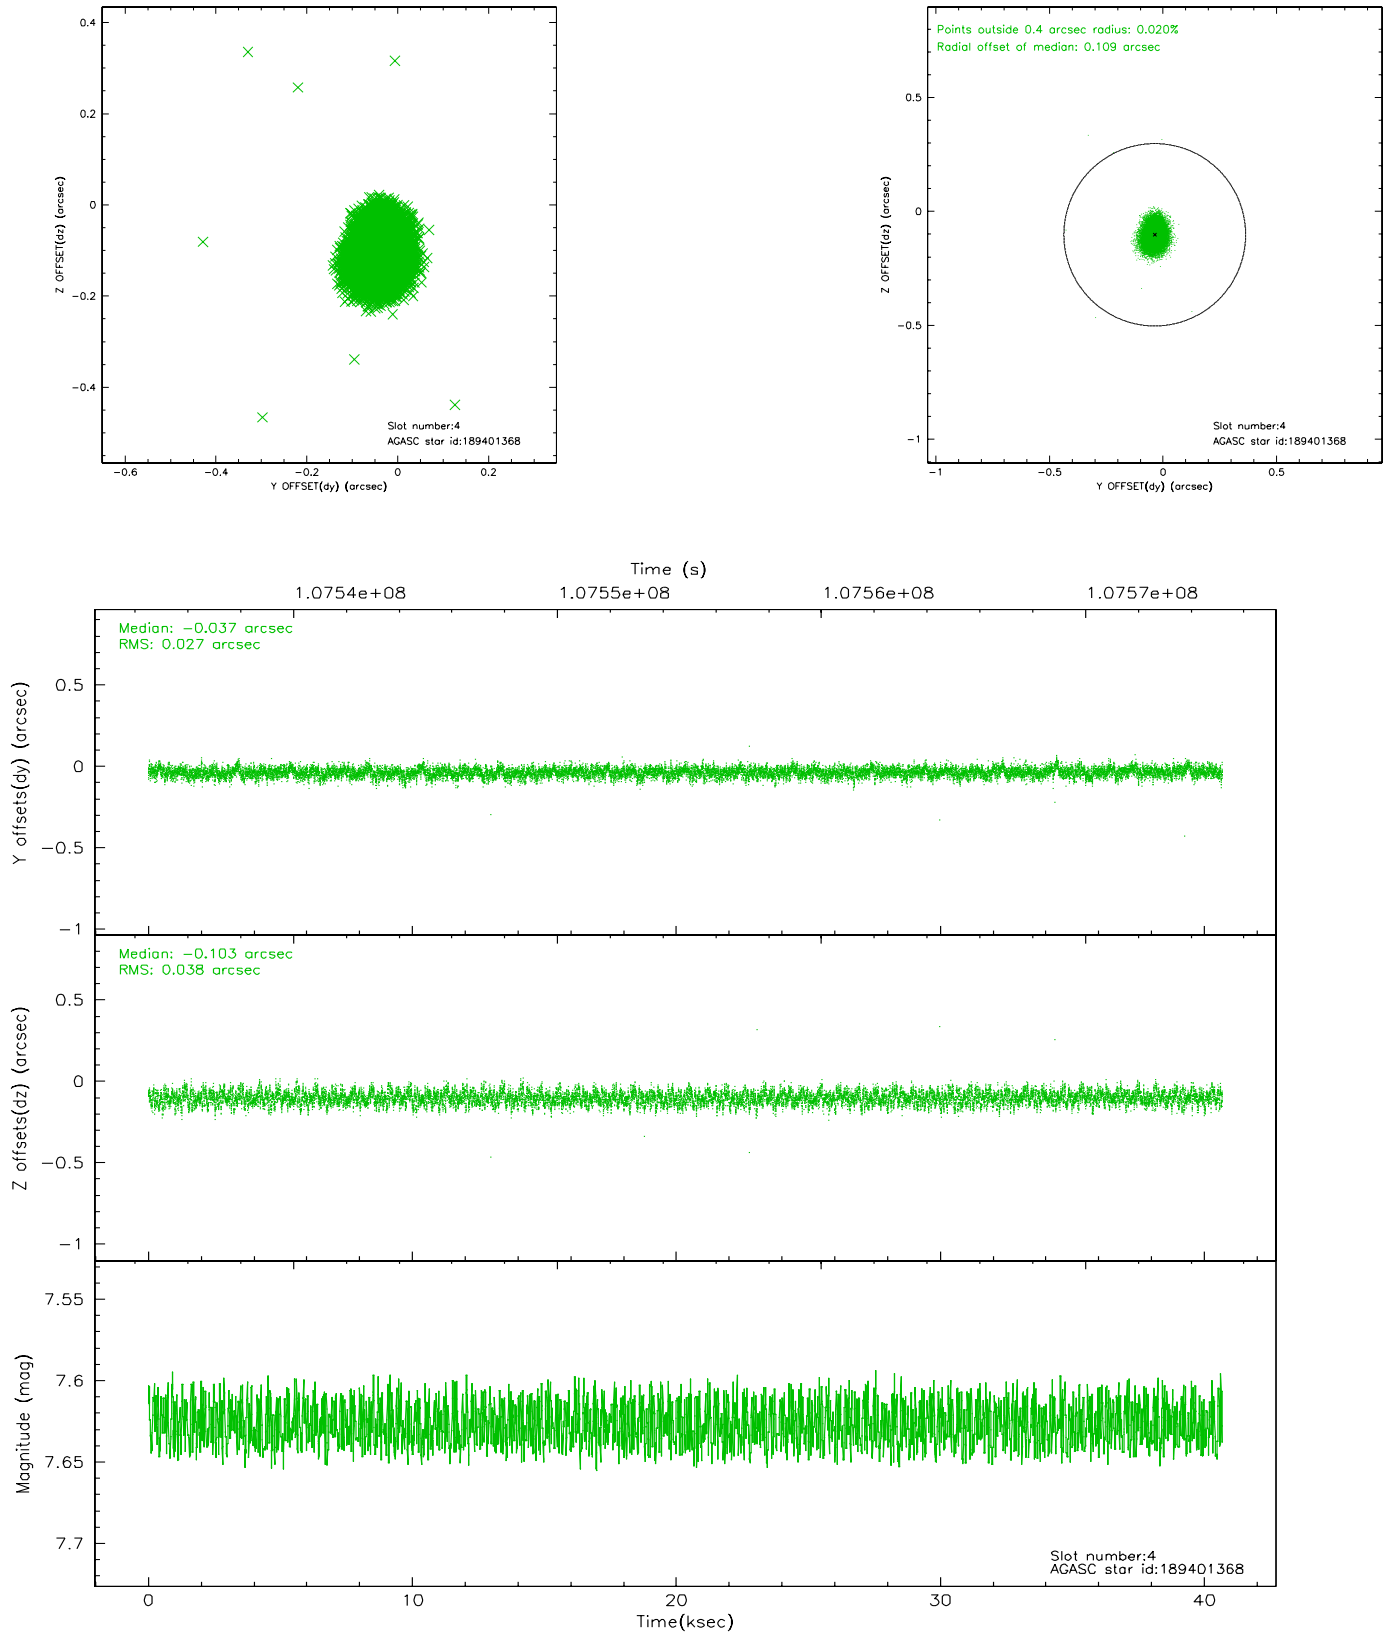 0.4
0.2
0
−0.2
−0.4
Z OFFSET(dz) (arcsec)
Slot number:4
AGASC star id:189401368
−0.6 −0.4 −0.2 0 0.2
Y OFFSET(dy) (arcsec)
Points outside 0.4 arcsec radius: 0.020%
Radial offset of median: 0.109 arcsec
0.5
0
−0.5
−1
Z OFFSET(dz) (arcsec)
Slot number:4
AGASC star id:189401368
−1 −0.5 0 0.5
Y OFFSET(dy) (arcsec)
Time (s)
1.0754e+08 1.0755e+08 1.0756e+08 1.0757e+08
Median: −0.037 arcsec
RMS: 0.027 arcsec
0.5
0
−0.5
−1
Y offsets(dy) (arcsec)
Median: −0.103 arcsec
RMS: 0.038 arcsec
0.5
0
−0.5
−1
Z offsets(dz) (arcsec)
7.55
7.6
7.65
7.7
Magnitude (mag)
Slot number:4
AGASC star id:189401368
0 10 20 30 40
Time(ksec)